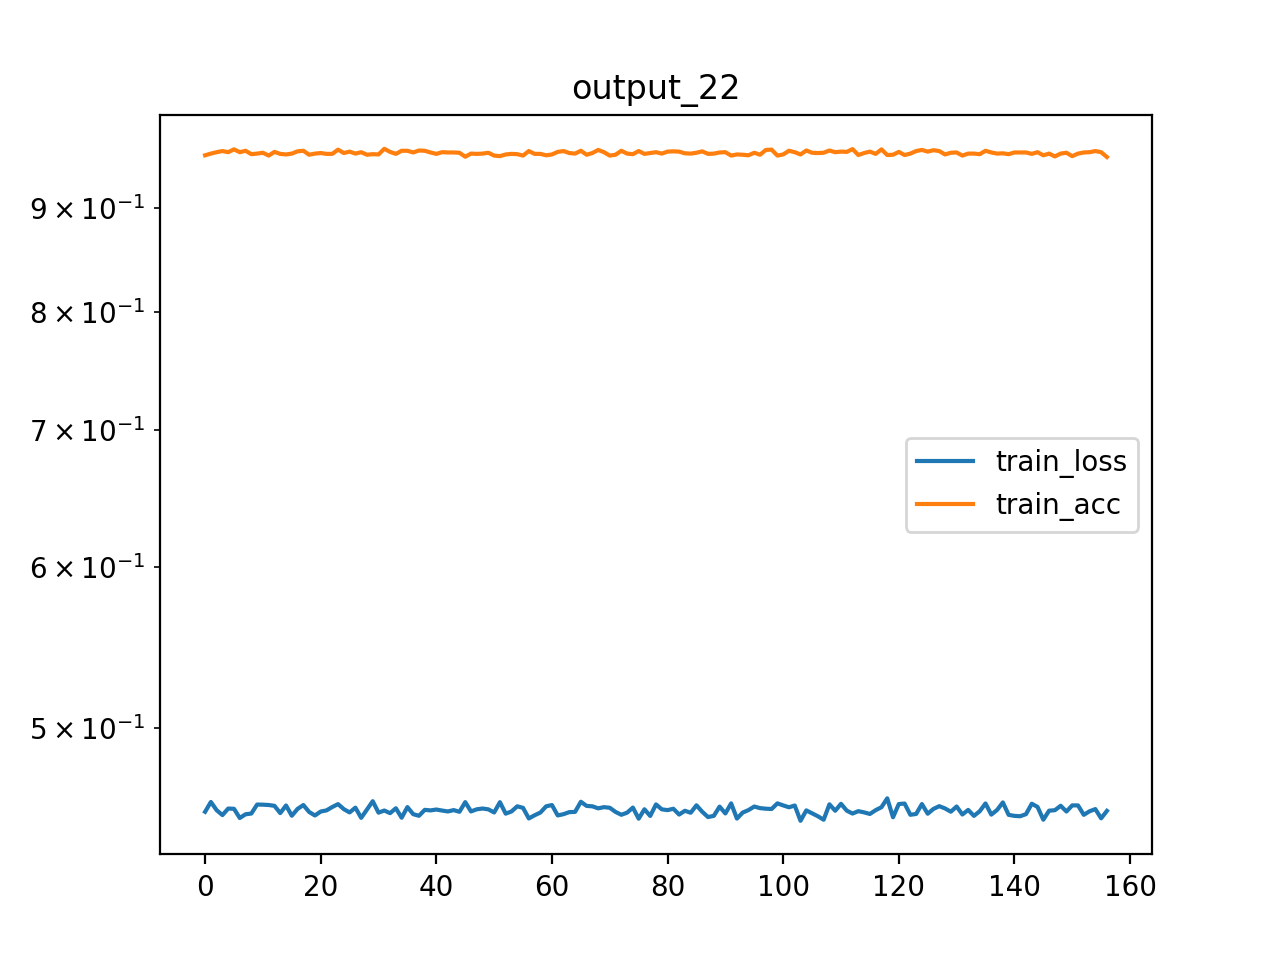 output_22
9 × 10⁻¹
8 × 10⁻¹
7 × 10⁻¹
6 × 10⁻¹
5 × 10⁻¹
train_loss
train_acc
0 20 40 60 80 100 120 140 160